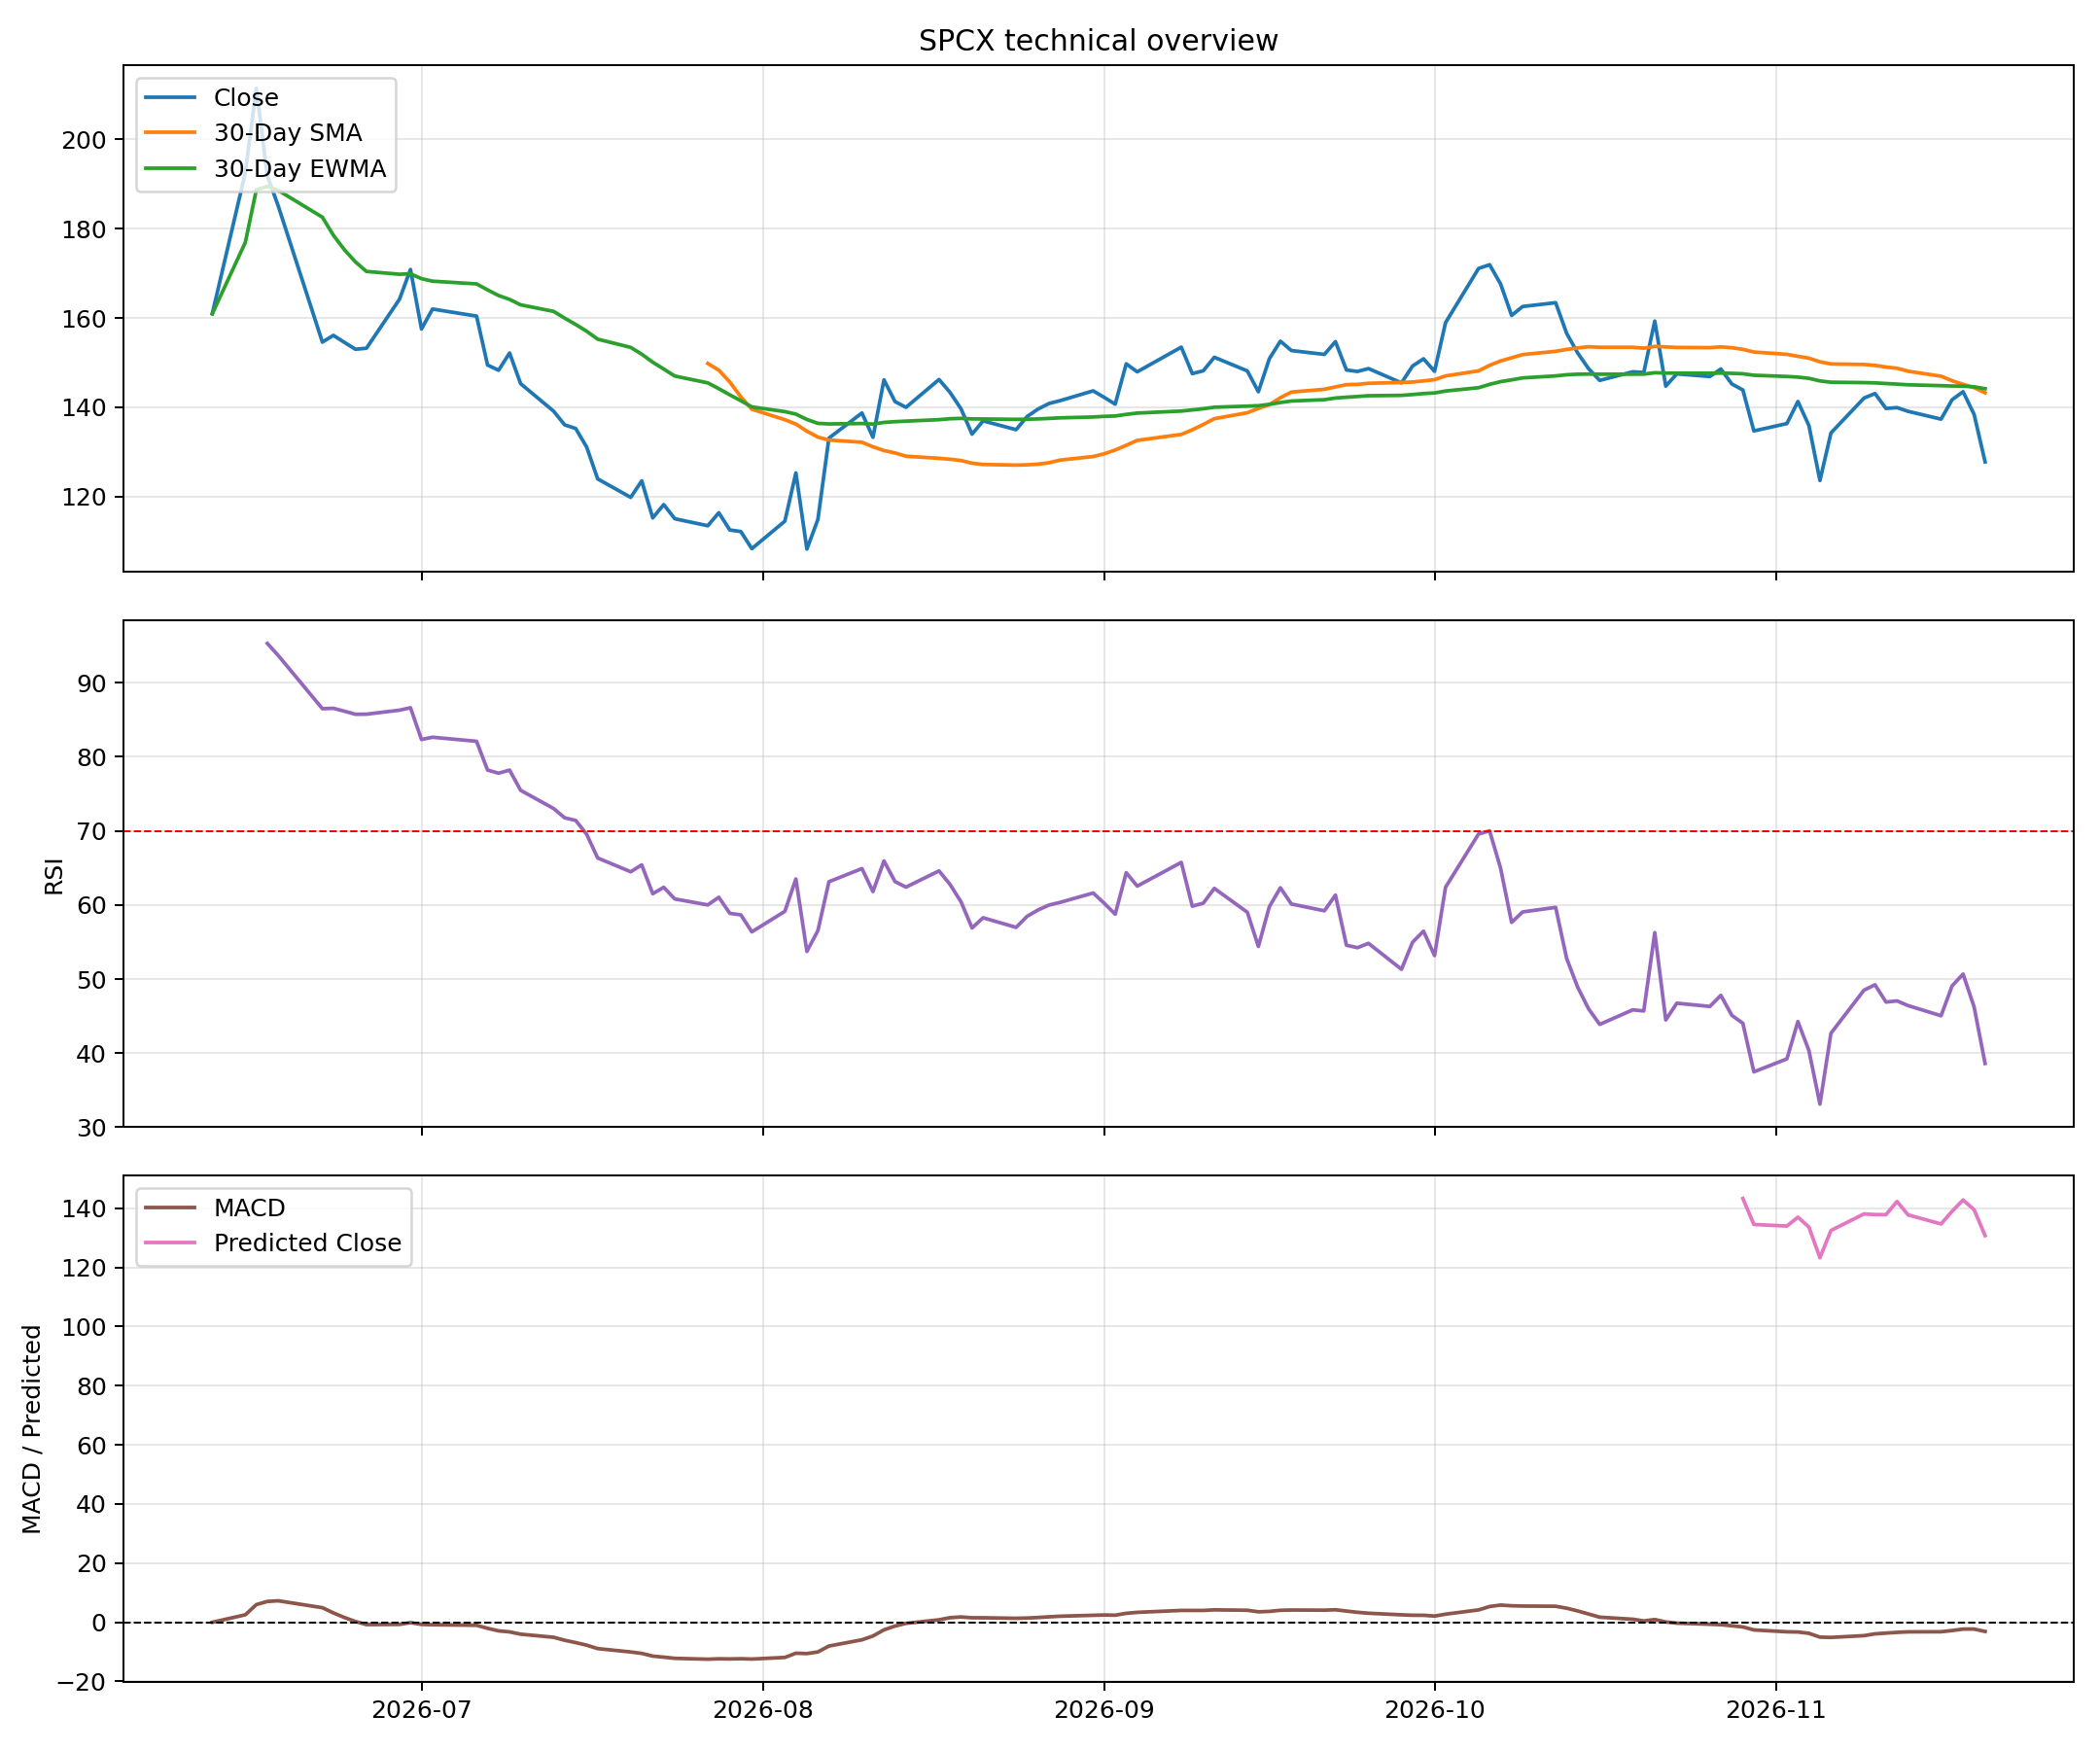 SPCX technical overview
Close
30-Day SMA
30-Day EWMA
200
180
160
140
120
RSI
90
80
70
60
50
40
30
MACD
Predicted Close
MACD / Predicted
140
120
100
80
60
40
20
0
−20
2026-07 2026-08 2026-09 2026-10 2026-11